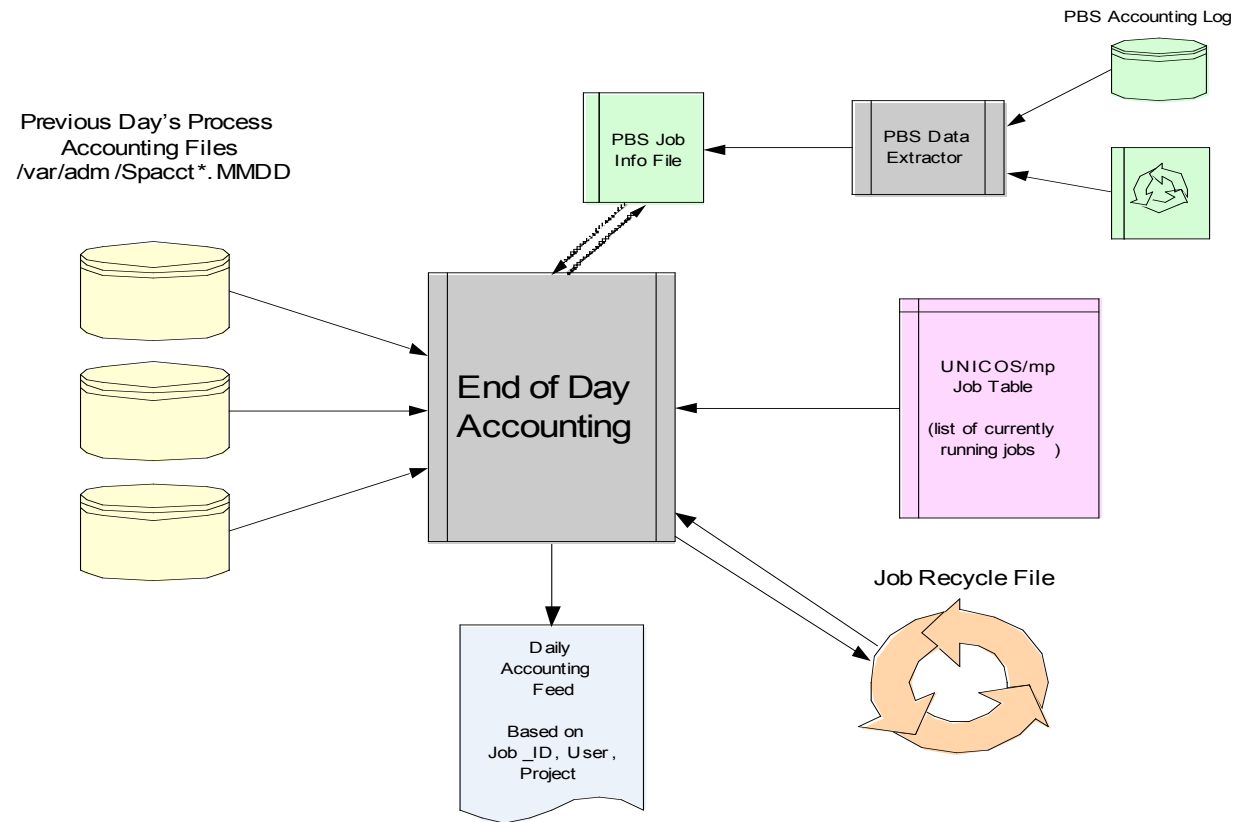 PBS Accounting Log
Previous Day's Process
Accounting Files
/var/adm/Spacct*.MMDD
PBS Job
Info File
PBS Data
Extractor
End of Day
Accounting
UNICOS/mp
Job Table
(list of currently
running jobs )
Job Recycle File
Daily
Accounting
Feed
Based on
Job_ID, User,
Project